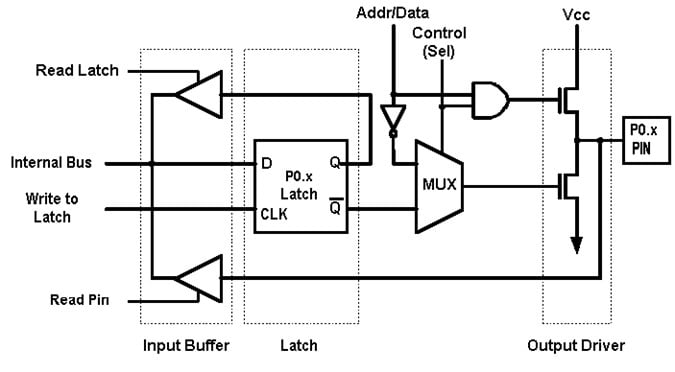 Addr/Data
Vcc
Control
(Sel)
Read Latch
P0.x
PIN
Internal Bus
D
Q
P0.x
Latch
MUX
Write to
Latch
CLK
Q̅
Read Pin
Input Buffer
Latch
Output Driver